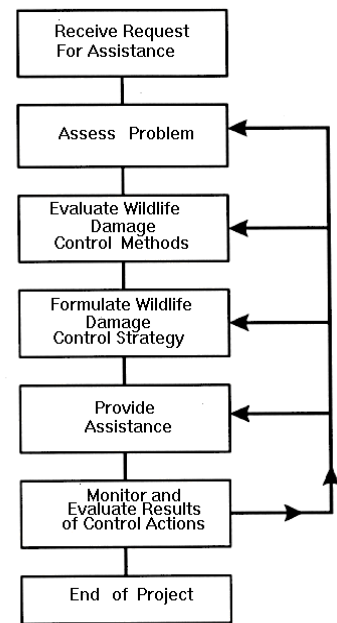 Receive Request
For Assistance
Assess Problem
Evaluate Wildlife
Damage
Control Methods
Formulate Wildlife
Damage
Control Strategy
Provide
Assistance
Monitor and
Evaluate Results
of Control Actions
End of Project